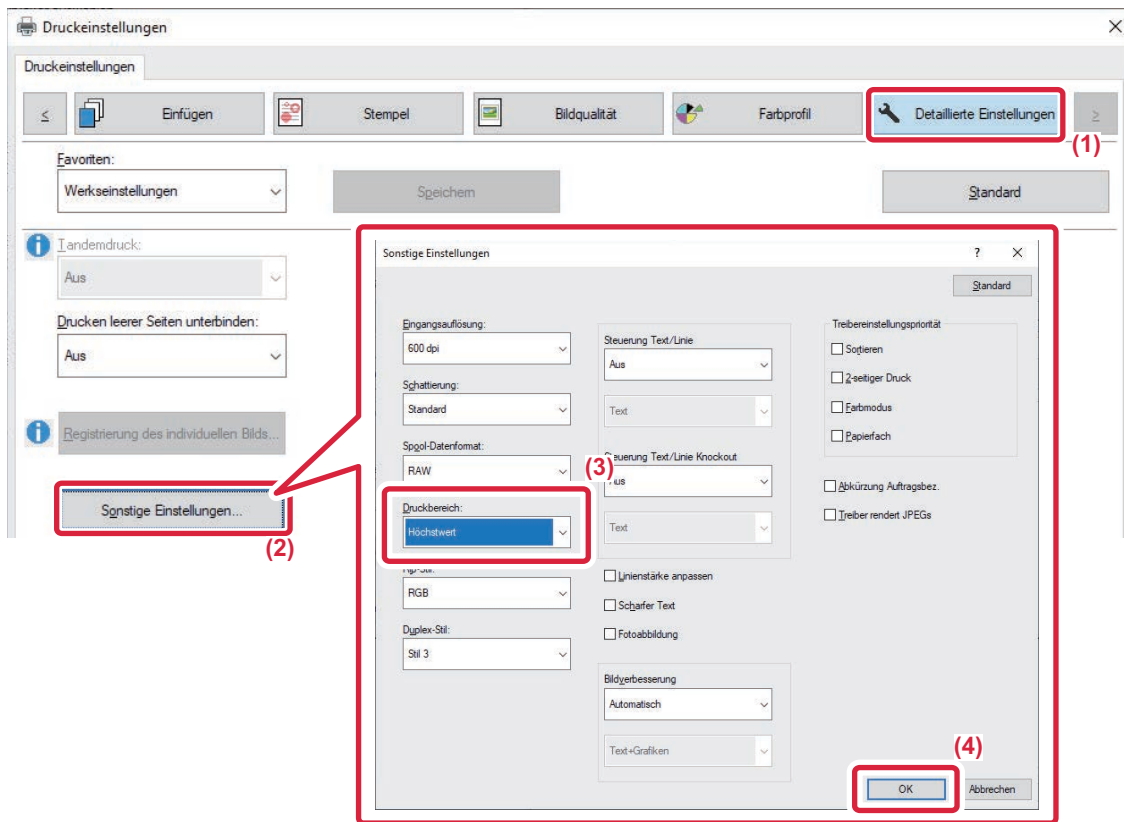 Druckeinstellungen
Druckeinstellungen
≤
Einfügen
Stempel
Bildqualität
Farbprofil
Detaillierte Einstellungen
≥
(1)
Favoriten:
Werkseinstellungen
Speichern
Standard
Tandemdruck:
Aus
Drucken leerer Seiten unterbinden:
Aus
Registrierung des individuellen Bilds...
Sonstige Einstellungen...
(2)
Sonstige Einstellungen
?
Standard
Eingangsauflösung:
600 dpi
Schattierung:
Standard
Spool-Datenformat:
RAW
(3)
Druckbereich:
Höchstwert
RGB
Duplex-Stil:
Stil 3
Steuerung Text/Linie
Aus
Text
Steuerung Text/Linie Knockout
Aus
Text
Linienstärke anpassen
Scharfer Text
Fotoabbildung
Bildverbesserung
Automatisch
Text+Grafiken
Treibereinstellungspriorität
Sortieren
2-seitiger Druck
Farbmodus
Papierfach
Abkürzung Auftragsbez.
Treiber rendert JPEGs
(4)
OK
Abbrechen